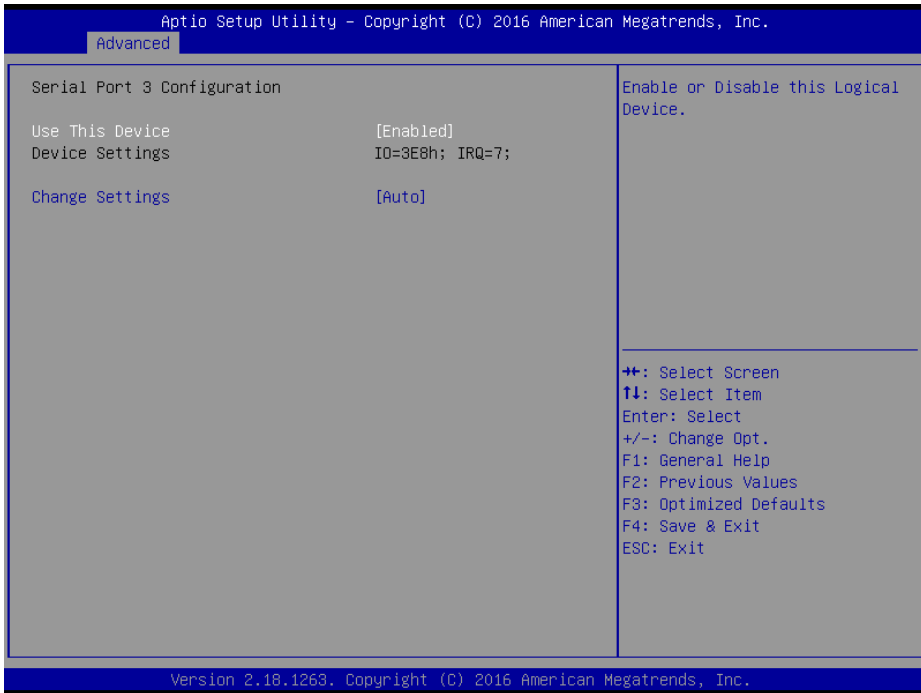 Aptio Setup Utility – Copyright (C) 2016 American Megatrends, Inc.
Advanced
Serial Port 3 Configuration
Use This Device [Enabled]
Device Settings IO=3E8h; IRQ=7;
Change Settings [Auto]
Enable or Disable this Logical
Device.
→←: Select Screen
↑↓: Select Item
Enter: Select
+/-: Change Opt.
F1: General Help
F2: Previous Values
F3: Optimized Defaults
F4: Save & Exit
ESC: Exit
Version 2.18.1263. Copyright (C) 2016 American Megatrends, Inc.